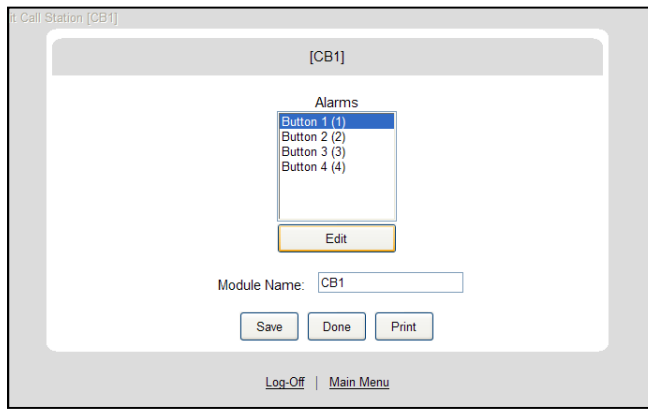 it Call Station [CB1]
[CB1]
Alarms
Button 1 (1)
Button 2 (2)
Button 3 (3)
Button 4 (4)
Edit
Module Name: CB1
Save Done Print
Log-Off | Main Menu